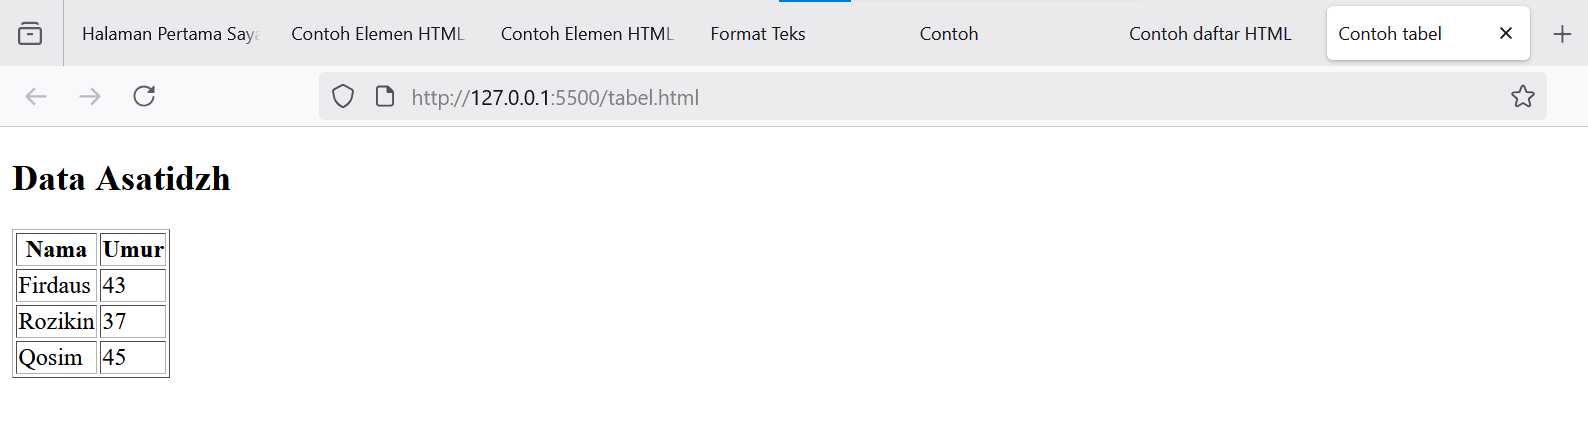 Halaman Pertama Saya Contoh Elemen HTML Contoh Elemen HTML Format Teks Contoh Contoh daftar HTML Contoh tabel
http://127.0.0.1:5500/tabel.html
Data Asatidzh
Nama Umur
Firdaus 43
Rozikin 37
Qosim 45